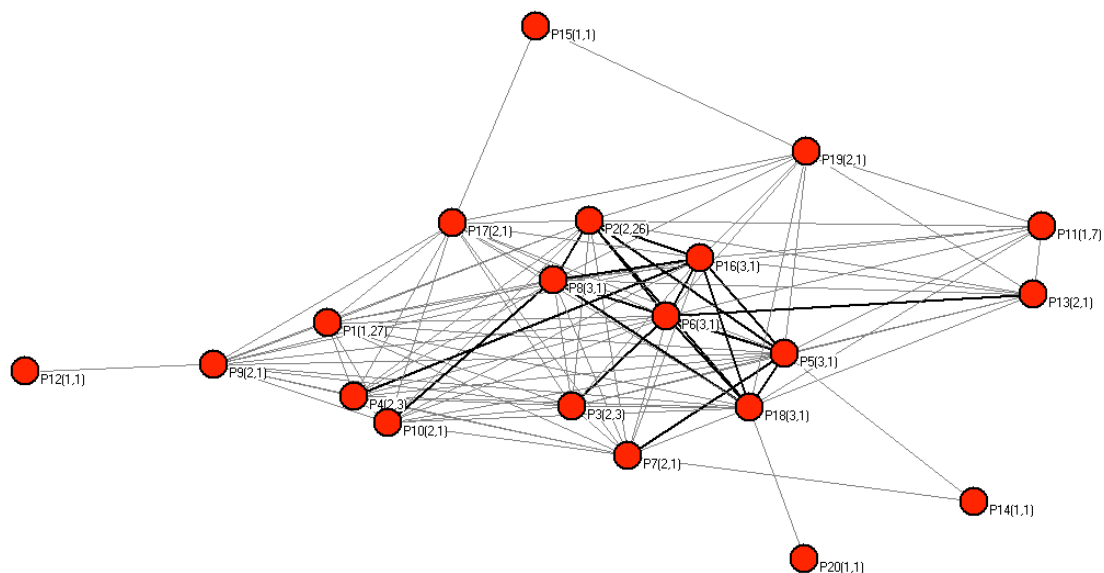 P15(1,1)
P19(2,1)
P17(2,1)
P2(2,26)
P11(1,7)
P16(3,1)
P8(3,1)
P13(2,1)
P6(3,1)
P1(1,27)
P5(3,1)
P12(1,1)
P9(2,1)
P4(2,3)
P3(2,3)
P18(3,1)
P10(2,1)
P7(2,1)
P14(1,1)
P20(1,1)